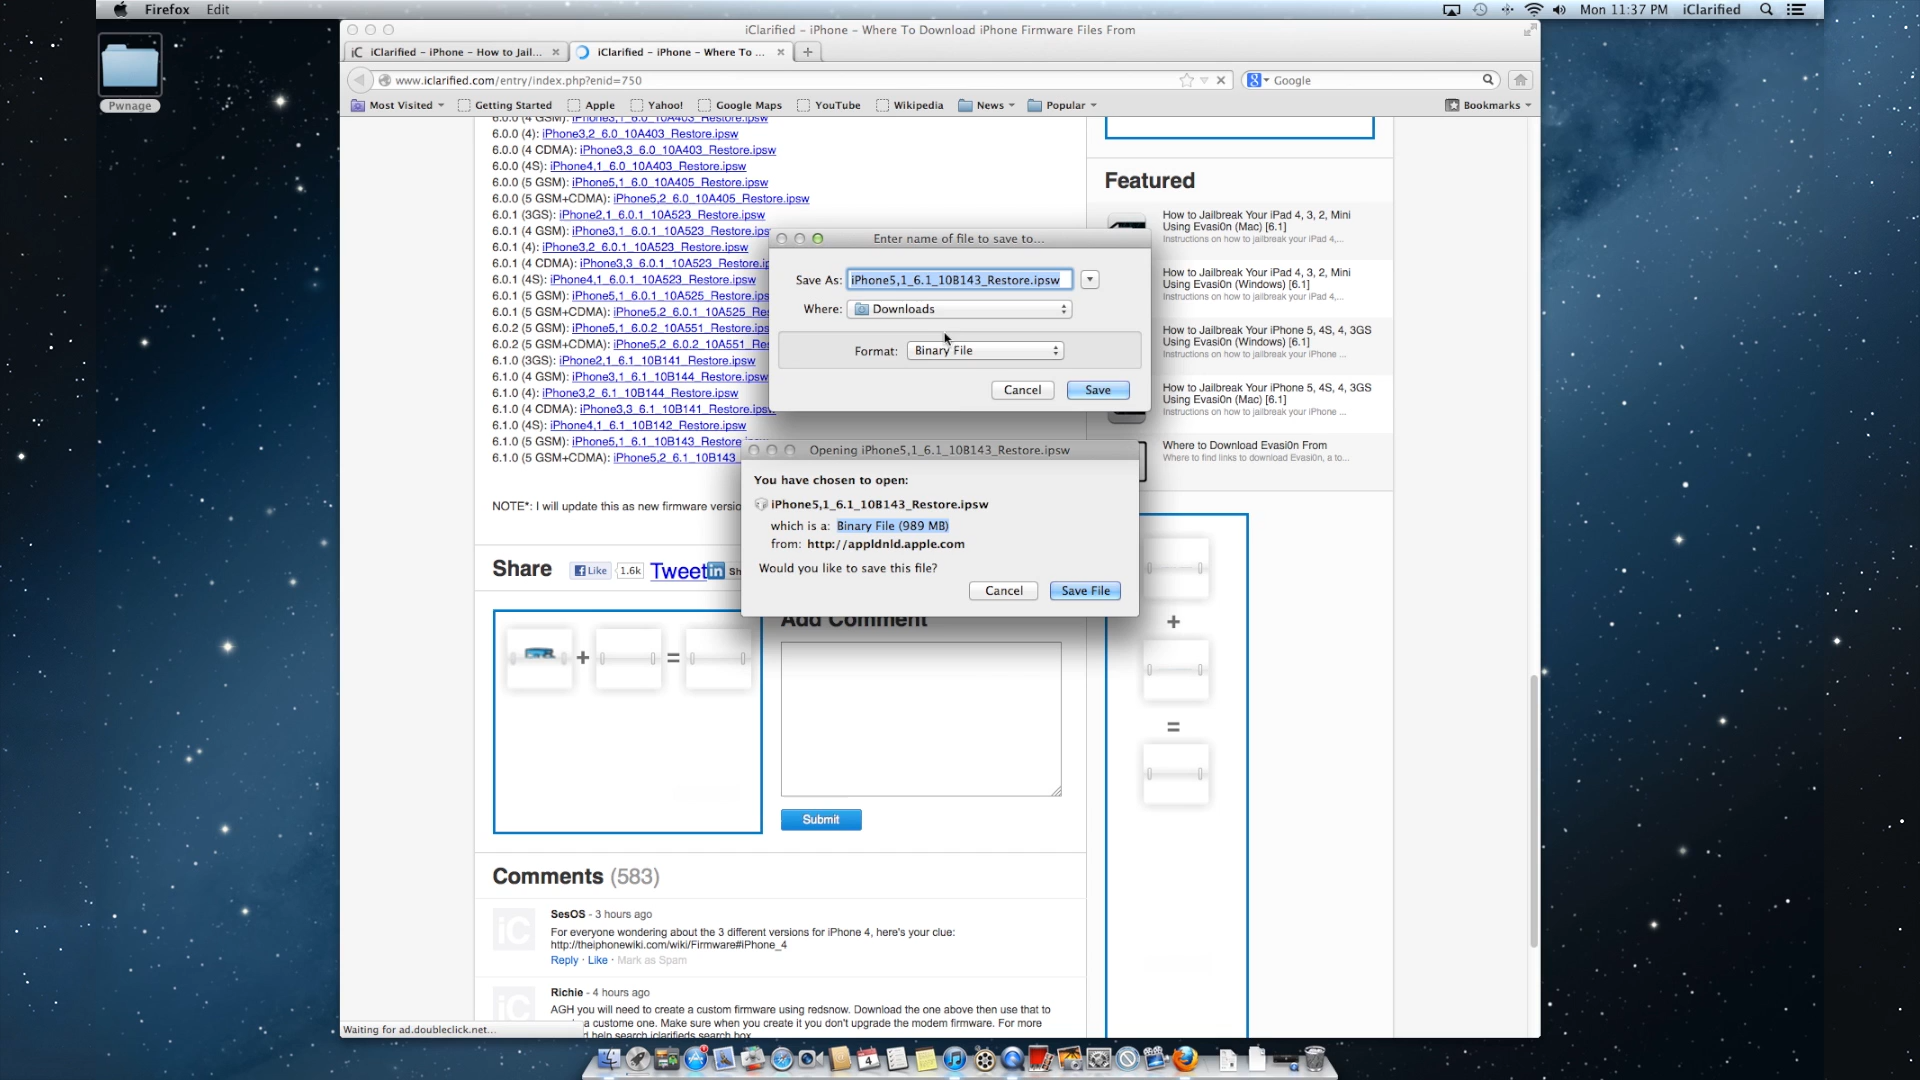 Firefox Edit
Mon 11:37 PM iClarified
Pwnage
iClarified - iPhone - Where To Download iPhone Firmware Files From
iClarified - iPhone - How to Jail...
iClarified - iPhone - Where To ...
www.iclarified.com/entry/index.php?enid=750
Google
Most Visited Getting Started Apple Yahoo! Google Maps YouTube Wikipedia News Popular Bookmarks
6.0.0 (4 GSM): iPhone3,1_6.0_10A403_Restore.ipsw
6.0.0 (4): iPhone3,2_6.0_10A403_Restore.ipsw
6.0.0 (4 CDMA): iPhone3,3_6.0_10A403_Restore.ipsw
6.0.0 (4S): iPhone4,1_6.0_10A403_Restore.ipsw
6.0.0 (5 GSM): iPhone5,1_6.0_10A405_Restore.ipsw
6.0.0 (5 GSM+CDMA): iPhone5,2_6.0_10A405_Restore.ipsw
6.0.1 (3GS): iPhone2,1_6.0.1_10A523_Restore.ipsw
6.0.1 (4 GSM): iPhone3,1_6.0.1_10A523_Restore.ipsw
6.0.1 (4): iPhone3,2_6.0.1_10A523_Restore.ipsw
6.0.1 (4 CDMA): iPhone3,3_6.0.1_10A523_Restore.ip
6.0.1 (4S): iPhone4,1_6.0.1_10A523_Restore.ipsw
6.0.1 (5 GSM): iPhone5,1_6.0.1_10A525_Restore.ips
6.0.1 (5 GSM+CDMA): iPhone5,2_6.0.1_10A525_Res
6.0.2 (5 GSM): iPhone5,1_6.0.2_10A551_Restore.ips
6.0.2 (5 GSM+CDMA): iPhone5,2_6.0.2_10A551_Res
6.1.0 (3GS): iPhone2,1_6.1_10B141_Restore.ipsw
6.1.0 (4 GSM): iPhone3,1_6.1_10B144_Restore.ipsw
6.1.0 (4): iPhone3,2_6.1_10B144_Restore.ipsw
6.1.0 (4 CDMA): iPhone3,3_6.1_10B141_Restore.ipsw
6.1.0 (4S): iPhone4,1_6.1_10B142_Restore.ipsw
6.1.0 (5 GSM): iPhone5,1_6.1_10B143_Restore.ipsw
6.1.0 (5 GSM+CDMA): iPhone5,2_6.1_10B143_
NOTE*: I will update this as new firmware versio
Enter name of file to save to...
Save As: iPhone5,1_6.1_10B143_Restore.ipsw
Where: Downloads
Format: Binary File
Cancel Save
Opening iPhone5,1_6.1_10B143_Restore.ipsw
You have chosen to open:
iPhone5,1_6.1_10B143_Restore.ipsw
which is a: Binary File (989 MB)
from: http://appldnld.apple.com
Would you like to save this file?
Cancel Save File
Featured
How to Jailbreak Your iPad 4, 3, 2, Mini
Using Evasi0n (Mac) [6.1]
Instructions on how to jailbreak your iPad 4,...
How to Jailbreak Your iPad 4, 3, 2, Mini
Using Evasi0n (Windows) [6.1]
Instructions on how to jailbreak your iPad 4,...
How to Jailbreak Your iPhone 5, 4S, 4, 3GS
Using Evasi0n (Windows) [6.1]
Instructions on how to jailbreak your iPhone ...
How to Jailbreak Your iPhone 5, 4S, 4, 3GS
Using Evasi0n (Mac) [6.1]
Instructions on how to jailbreak your iPhone ...
Where to Download Evasi0n From
Where to find links to download Evasi0n, a to...
Share Like 1.6k Tweet in Sh
+ =
+
=
Add Comment
Submit
Comments (583)
iC
SesOS - 3 hours ago
For everyone wondering about the 3 different versions for iPhone 4, here's your clue:
http://theiphonewiki.com/wiki/Firmware#iPhone_4
Reply · Like · Mark as Spam
iC
Richie - 4 hours ago
AGH you will need to create a custom firmware using redsnow. Download the one above then use that to
a custome one. Make sure when you create it you don't upgrade the modem firmware. For more
help search iclarifieds search box
Waiting for ad.doubleclick.net...